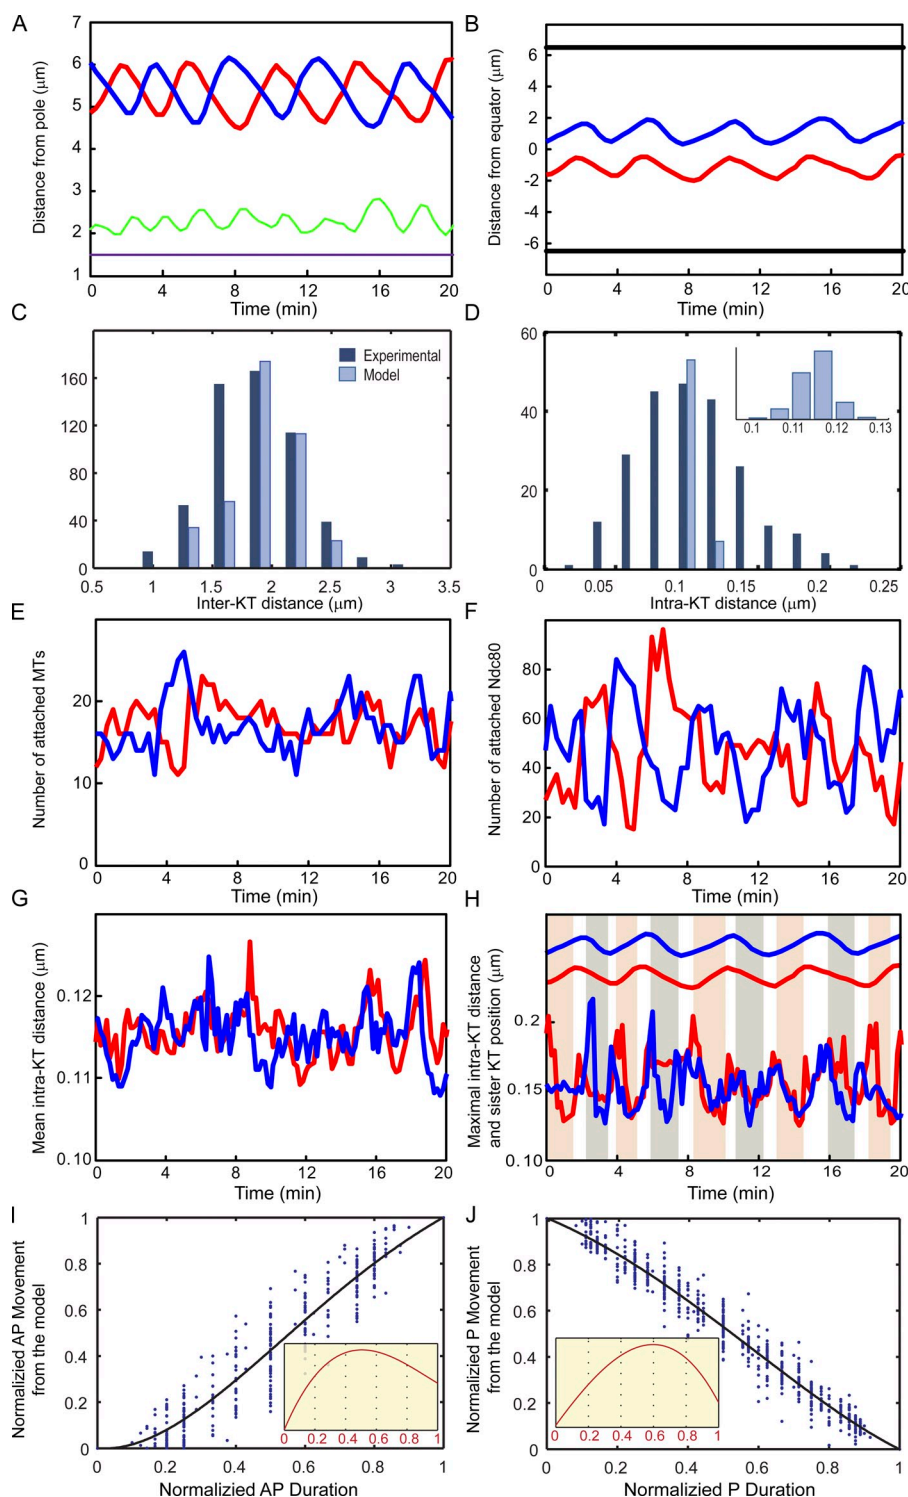 A
B
7
6
5
4
3
2
1
Distance from pole (µm)
0 4 8 12 16 20
Time (min)
6
4
2
0
-2
-4
-6
Distance from equator (µm)
0 4 8 12 16 20
Time (min)
C
D
160
120
80
40
0
Experimental
Model
0.5 1 1.5 2 2.5 3 3.5
Inter-KT distance (µm)
60
40
20
0
0.1 0.11 0.12 0.13
0 0.05 0.1 0.15 0.2 0.25
Intra-KT distance (µm)
E
F
20
10
0
Number of attached MTs
0 4 8 12 16 20
Time (min)
80
60
40
20
0
Number of attached Ndc80
0 4 8 12 16 20
Time (min)
G
H
0.12
0.11
0.10
Mean intra-KT distance (µm)
0 4 8 12 16 20
Time (min)
0.2
0.15
0.10
Maximal intra-KT distance
and sister KT position (µm)
0 4 8 12 16 20
Time (min)
I
J
1
0.8
0.6
0.4
0.2
0
Normalizied AP Movement
from the model
0 0.2 0.4 0.6 0.8 1
0 0.2 0.4 0.6 0.8 1
Normalizied AP Duration
1
0.8
0.6
0.4
0.2
0
Normalizied P Movement
from the model
0 0.2 0.4 0.6 0.8 1
0 0.2 0.4 0.6 0.8 1
Normalizied P Duration